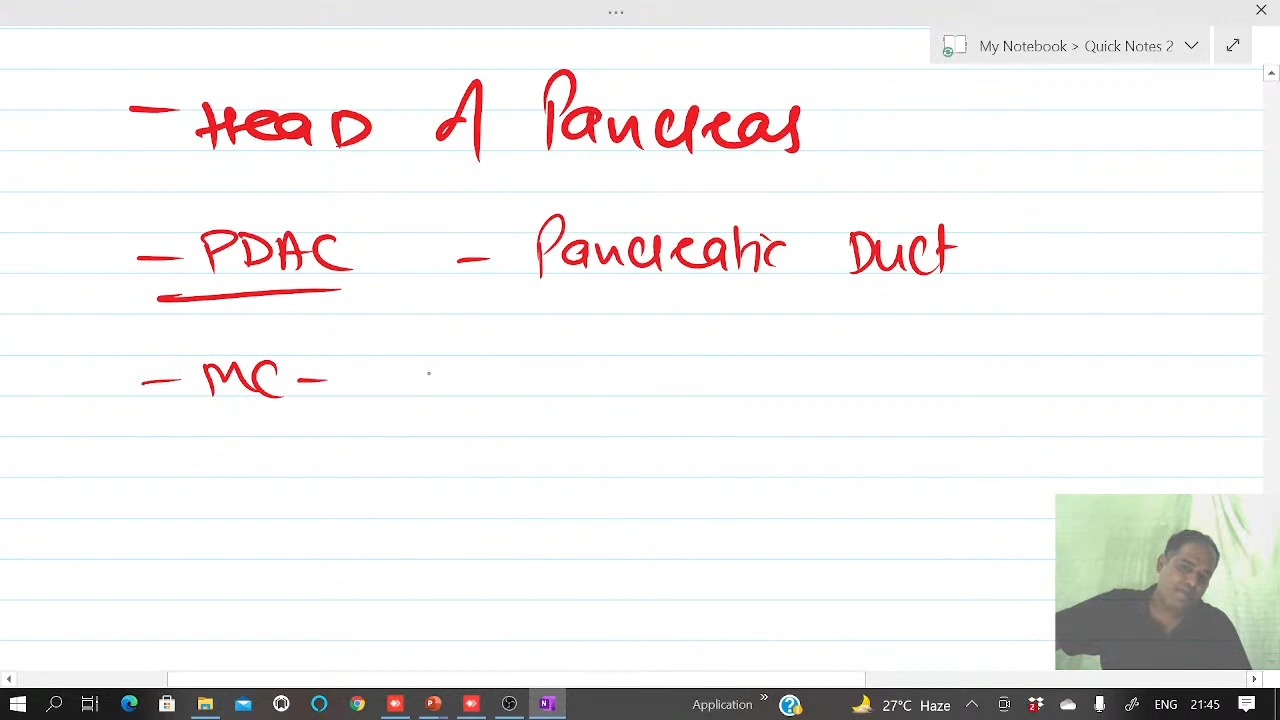 ...
My Notebook > Quick Notes 2
- Head of Pancreas
- PDAC - Pancreatic Duct
- MC -
Application
»
27°C Haze
ENG
21:45